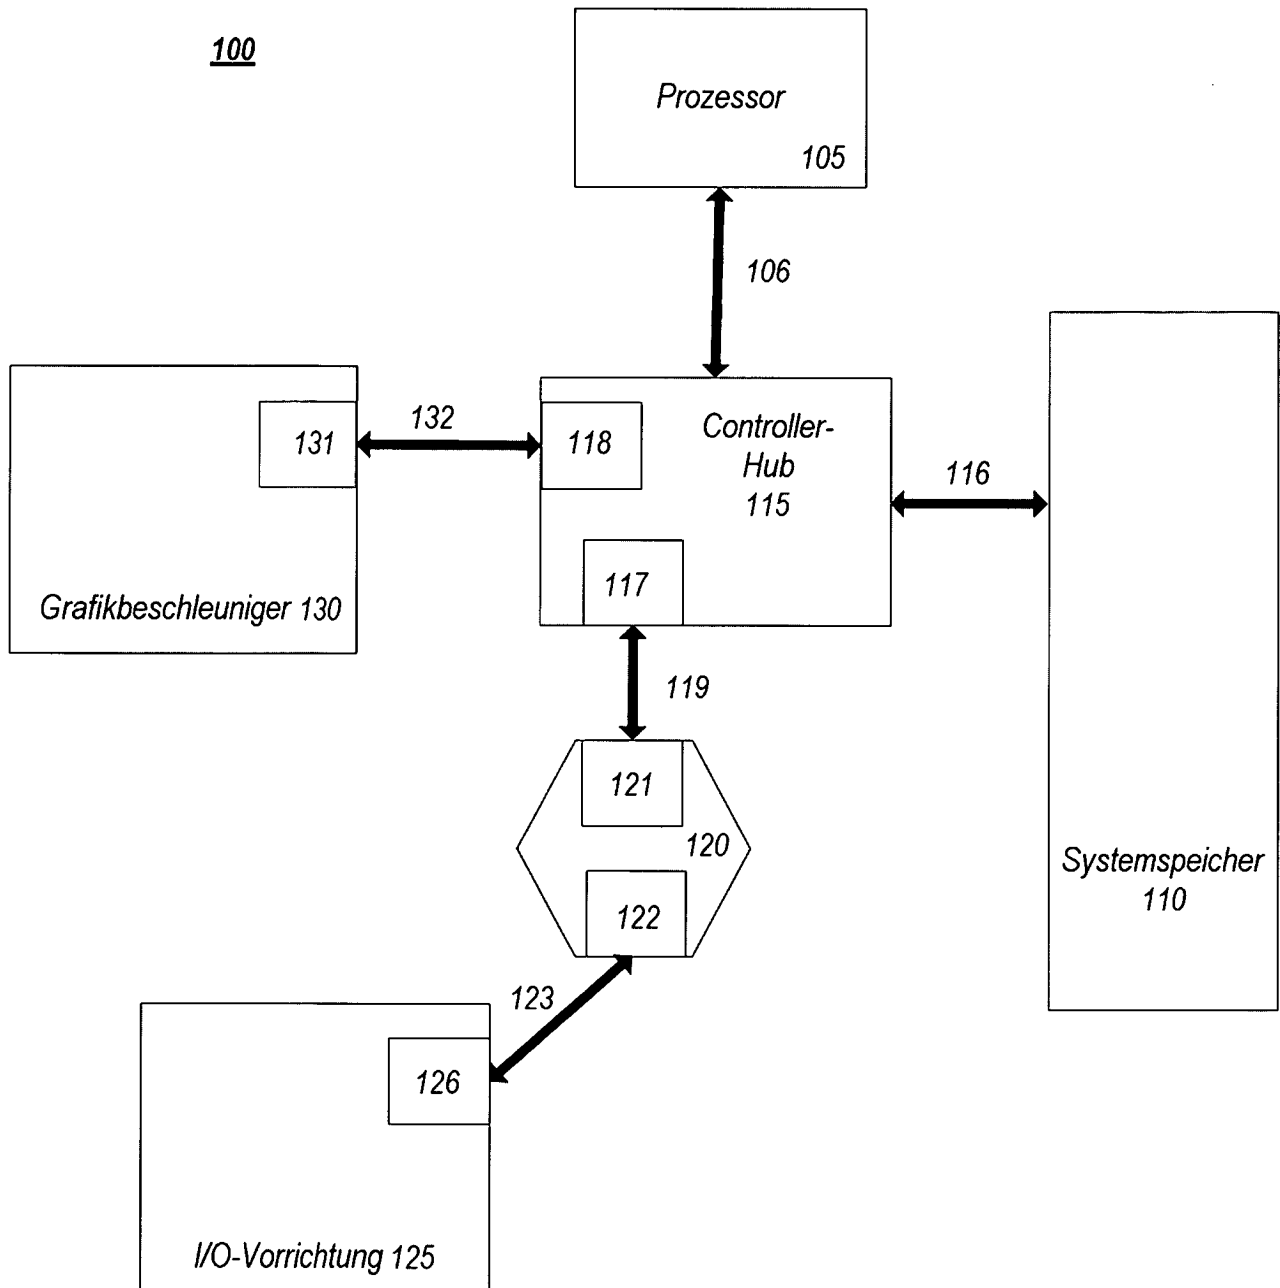 100
Prozessor
105
106
131
132
118
Controller-
Hub
115
116
117
Grafikbeschleuniger 130
119
121
120
122
Systemspeicher
110
123
126
I/O-Vorrichtung 125